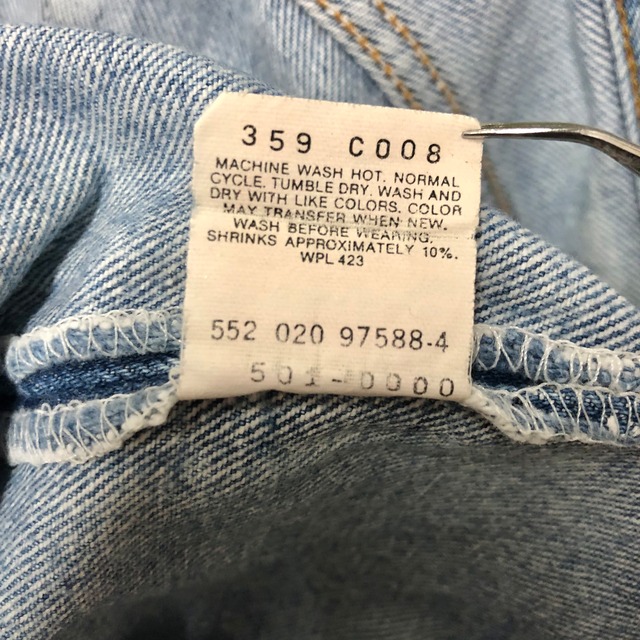 359 C008
MACHINE WASH HOT, NORMAL
CYCLE. TUMBLE DRY. WASH AND
DRY WITH LIKE COLORS. COLOR
MAY TRANSFER WHEN NEW.
WASH BEFORE WEARING.
SHRINKS APPROXIMATELY 10%.
WPL 423
552 020 97588-4
501-0000